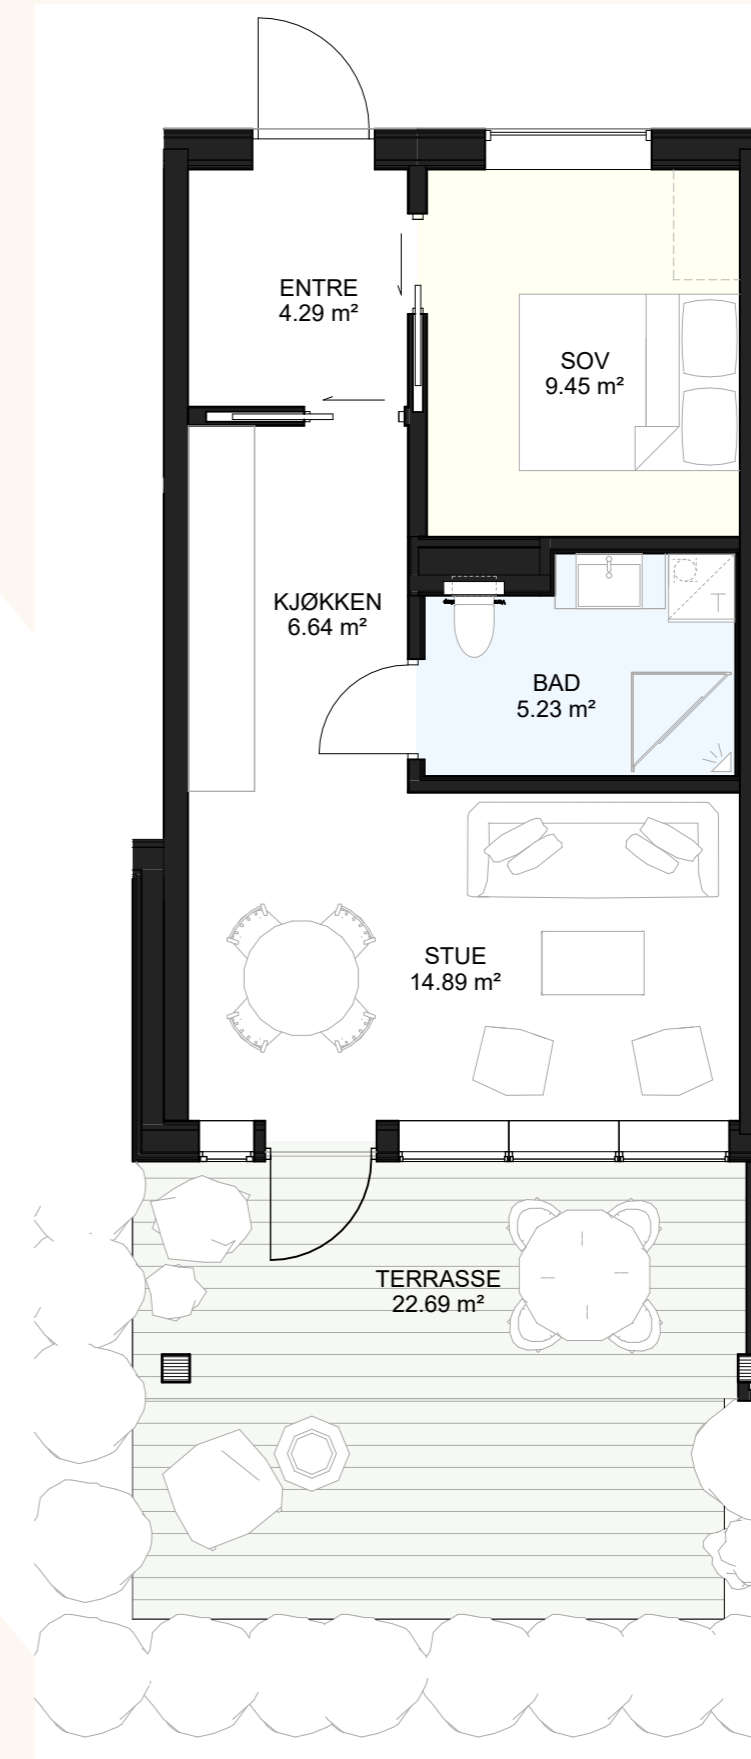 ENTRE
4.29 m²
SOV
9.45 m²
KJØKKEN
6.64 m²
BAD
5.23 m²
T
STUE
14.89 m²
TERRASSE
22.69 m²